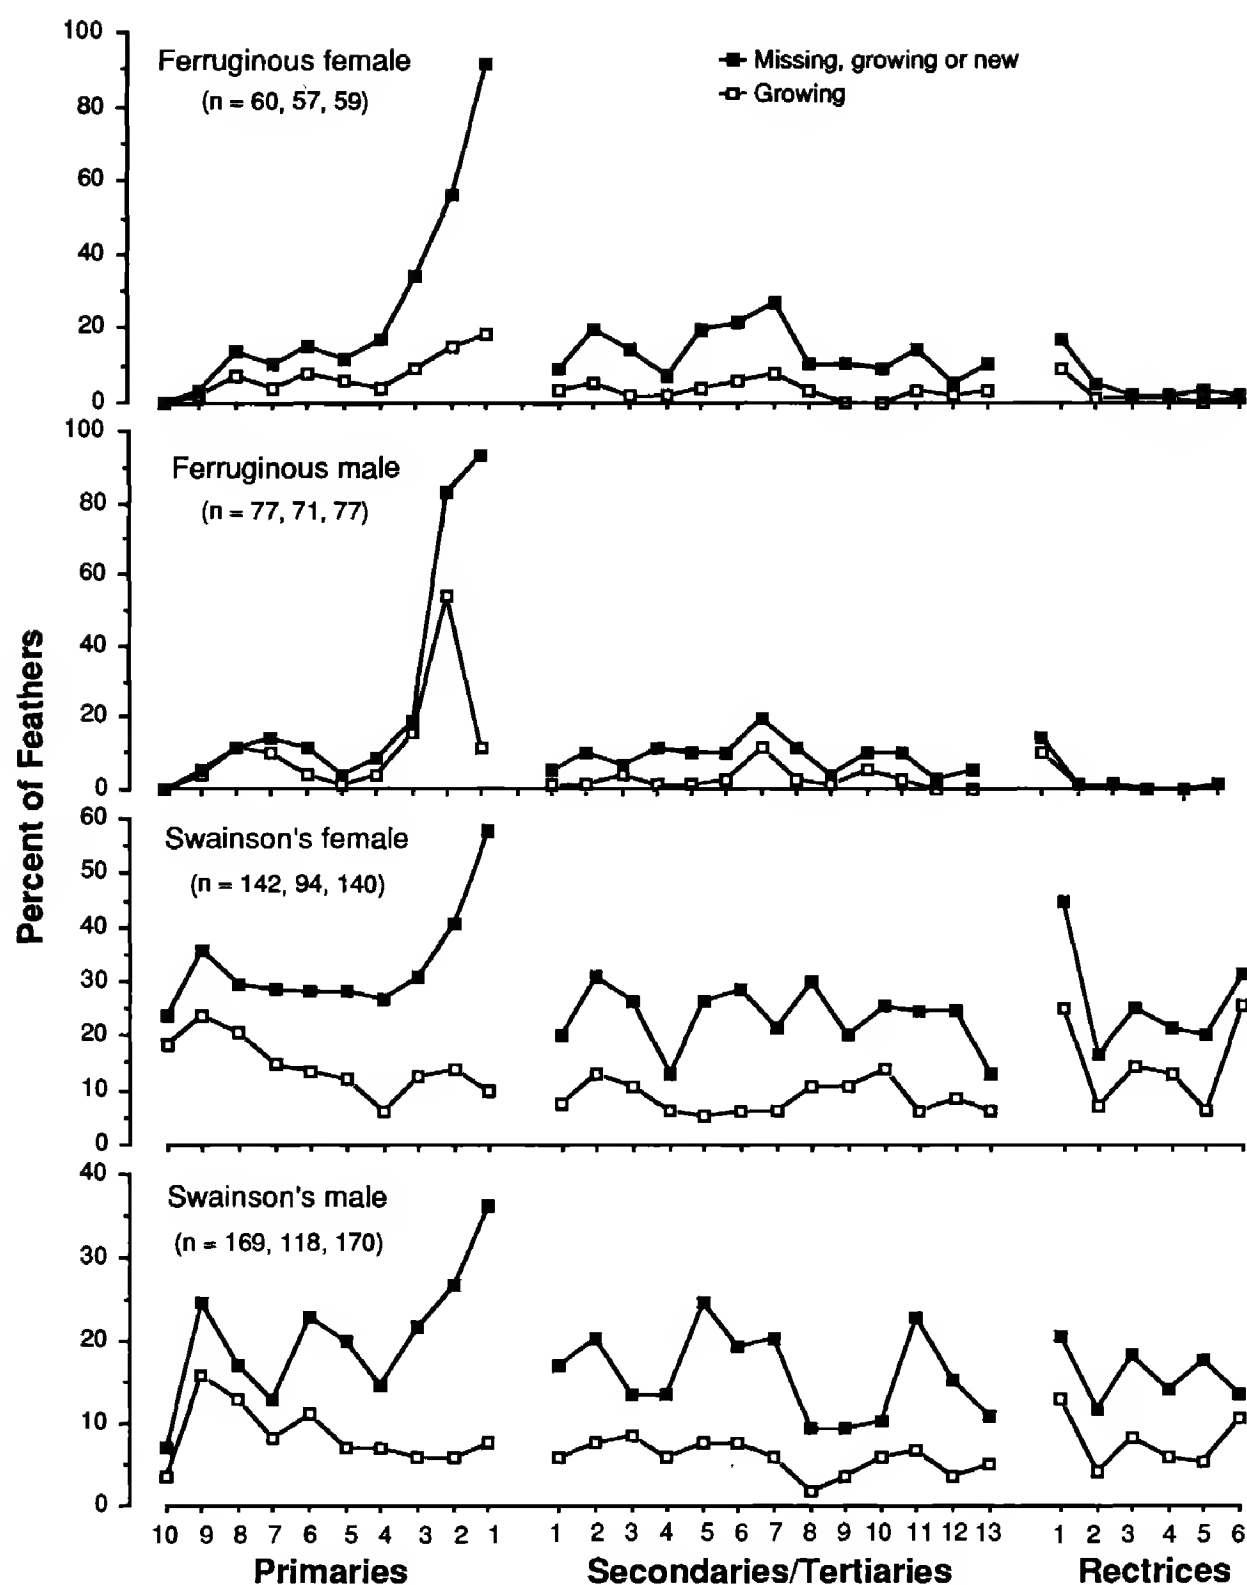 Percent of Feathers
100
80
60
40
20
0
Ferruginous female
(n = 60, 57, 59)
Missing, growing or new
Growing
100
80
60
40
20
0
Ferruginous male
(n = 77, 71, 77)
60
50
40
30
20
10
0
Swainson's female
(n = 142, 94, 140)
40
30
20
10
0
Swainson's male
(n = 169, 118, 170)
10 9 8 7 6 5 4 3 2 1 1 2 3 4 5 6 7 8 9 10 11 12 13 1 2 3 4 5 6
Primaries Secondaries/Tertiaries Rectrices